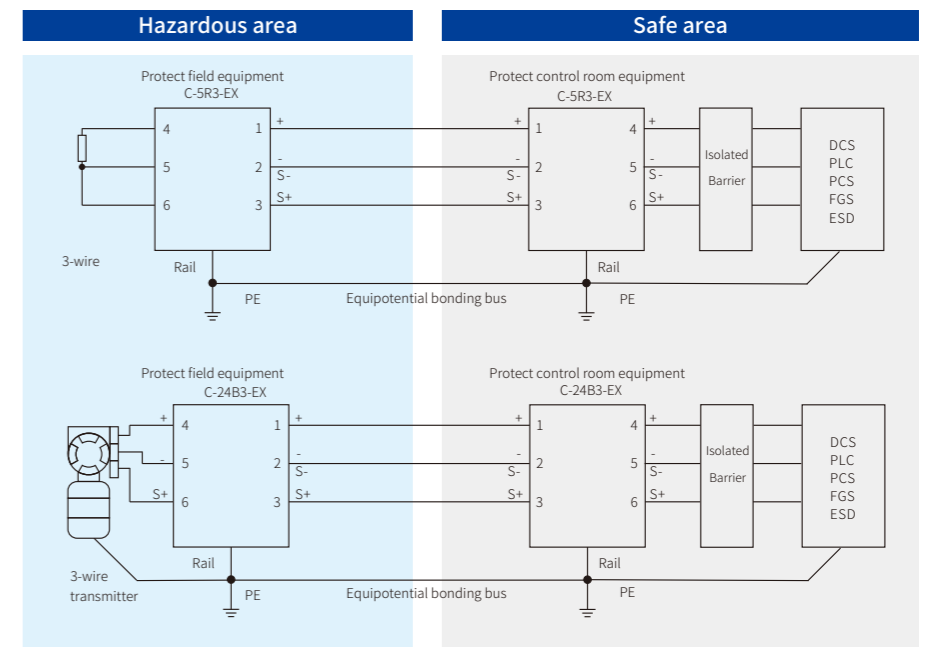 Hazardous area
Safe area
Protect field equipment
C-5R3-EX
Protect control room equipment
C-5R3-EX
4 1 + + 1 4 +
5 2 - - 2 5 -
S- S- S-
6 3 S+ S+ 3 6 S+
Isolated
Barrier
DCS
PLC
PCS
FGS
ESD
3-wire
Rail
Rail
PE
Equipotential bonding bus
PE
Protect field equipment
C-24B3-EX
Protect control room equipment
C-24B3-EX
+ 4 1 + + 1 4 +
- 5 2 - - 2 5 -
S- S- S-
S+ 6 3 S+ S+ 3 6 S+
Isolated
Barrier
DCS
PLC
PCS
FGS
ESD
3-wire
transmitter
Rail
Rail
PE
Equipotential bonding bus
PE